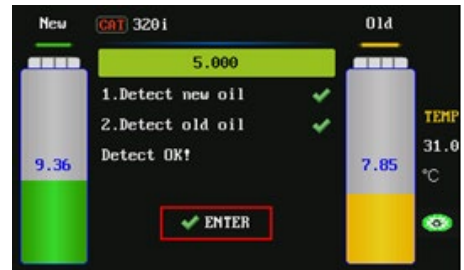 New CAT 320i Old
5.000
1.Detect new oil
2.Detect old oil
TEMP
Detect OK!
31.0
9.36 7.85
°C
ENTER